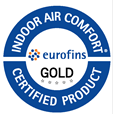 INDOOR AIR COMFORT
eurofins
GOLD
CERTIFIED PRODUCT